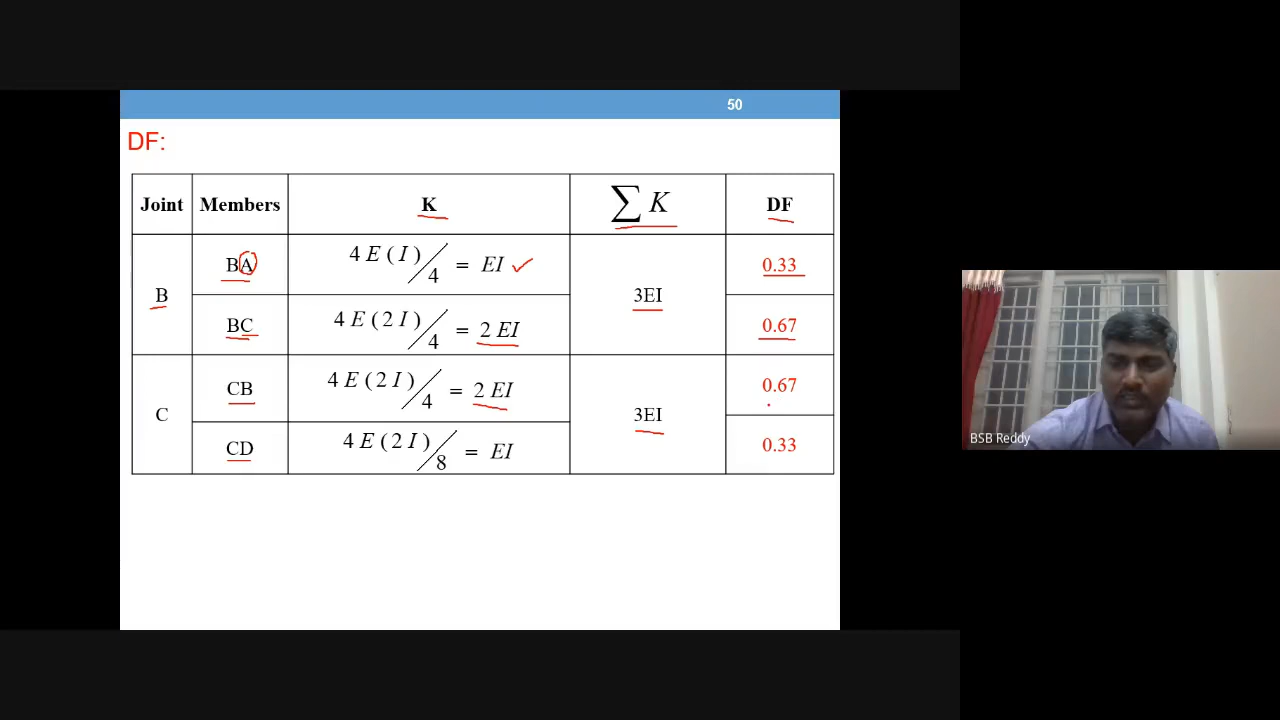 50
DF:
Joint Members K ∑ K DF
B BA 4 E ( I ) / 4 = EI 3EI 0.33
BC 4 E ( 2 I ) / 4 = 2 EI 0.67
C CB 4 E ( 2 I ) / 4 = 2 EI 3EI 0.67
CD 4 E ( 2 I ) / 8 = EI 0.33
BSB Reddy